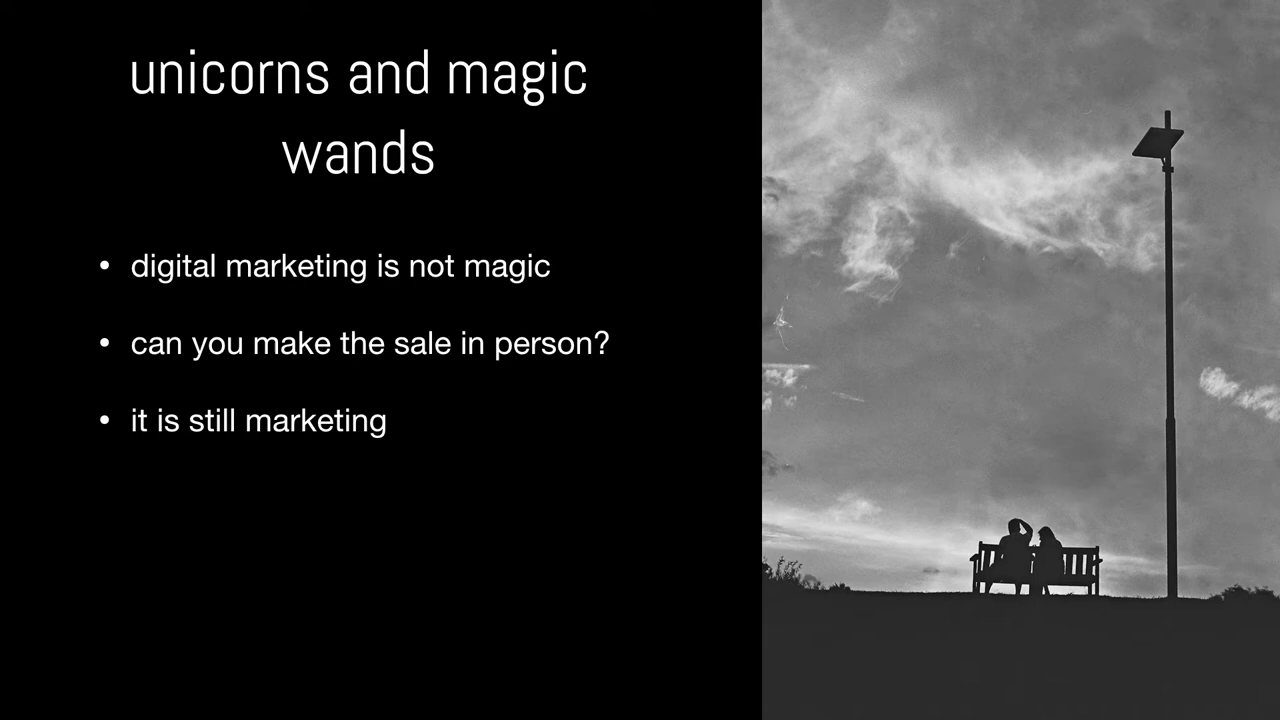 unicorns and magic
wands
• digital marketing is not magic
• can you make the sale in person?
• it is still marketing